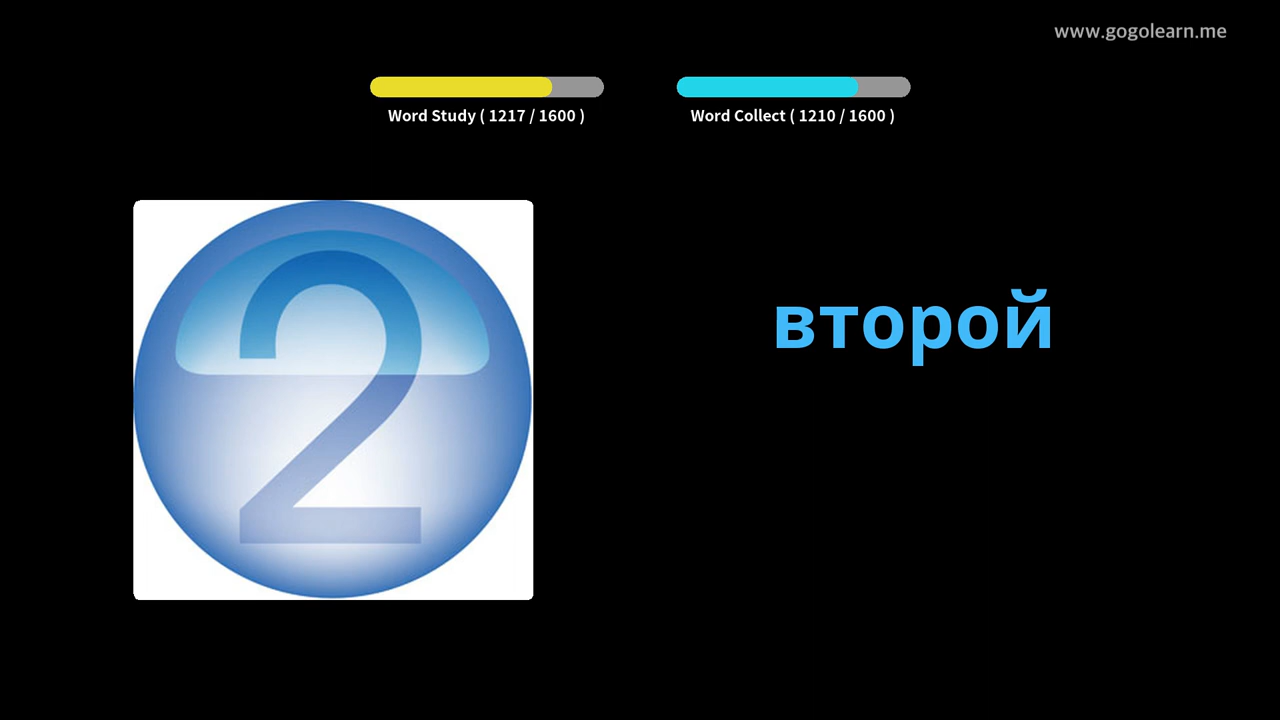 www.gogolearn.me
Word Study ( 1217 / 1600 )
Word Collect ( 1210 / 1600 )
2
второй